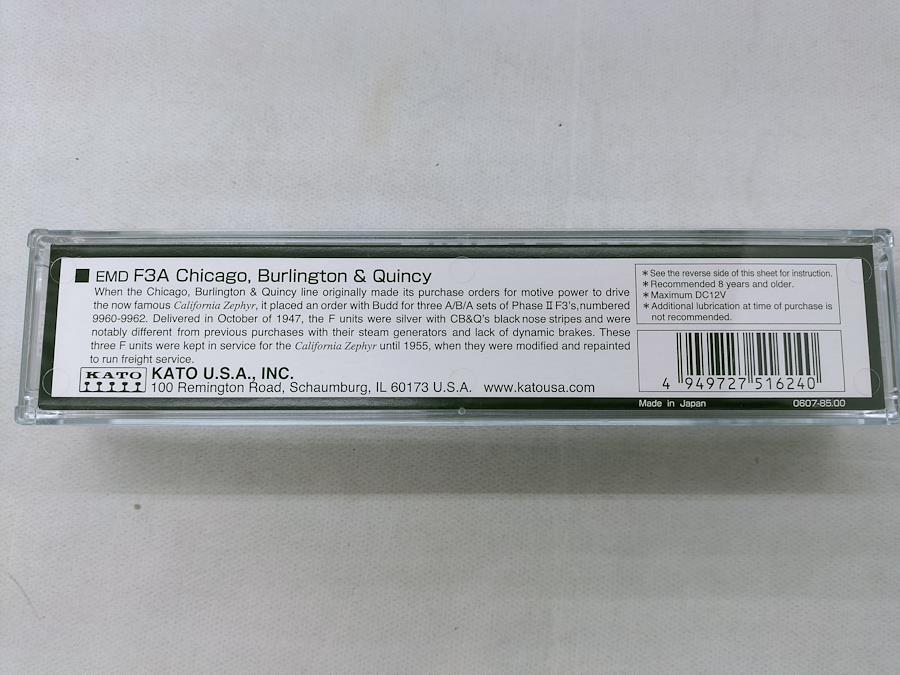 ■ EMD F3A Chicago, Burlington & Quincy
When the Chicago, Burlington & Quincy line originally made its purchase orders for motive power to drive
the now famous California Zephyr, it placed an order with Budd for three A/B/A sets of Phase II F3's, numbered
9960-9962. Delivered in October of 1947, the F units were silver with CB&Q's black nose stripes and were
notably different from previous purchases with their steam generators and lack of dynamic brakes. These
three F units were kept in service for the California Zephyr until 1955, when they were modified and repainted
to run freight service.
KATO
KATO U.S.A., INC.
100 Remington Road, Schaumburg, IL 60173 U.S.A. www.katousa.com
*See the reverse side of this sheet for instruction.
*Recommended 8 years and older.
*Maximum DC12V
*Additional lubrication at time of purchase is
not recommended.
4 949727 516240
Made in Japan
0607-85.00